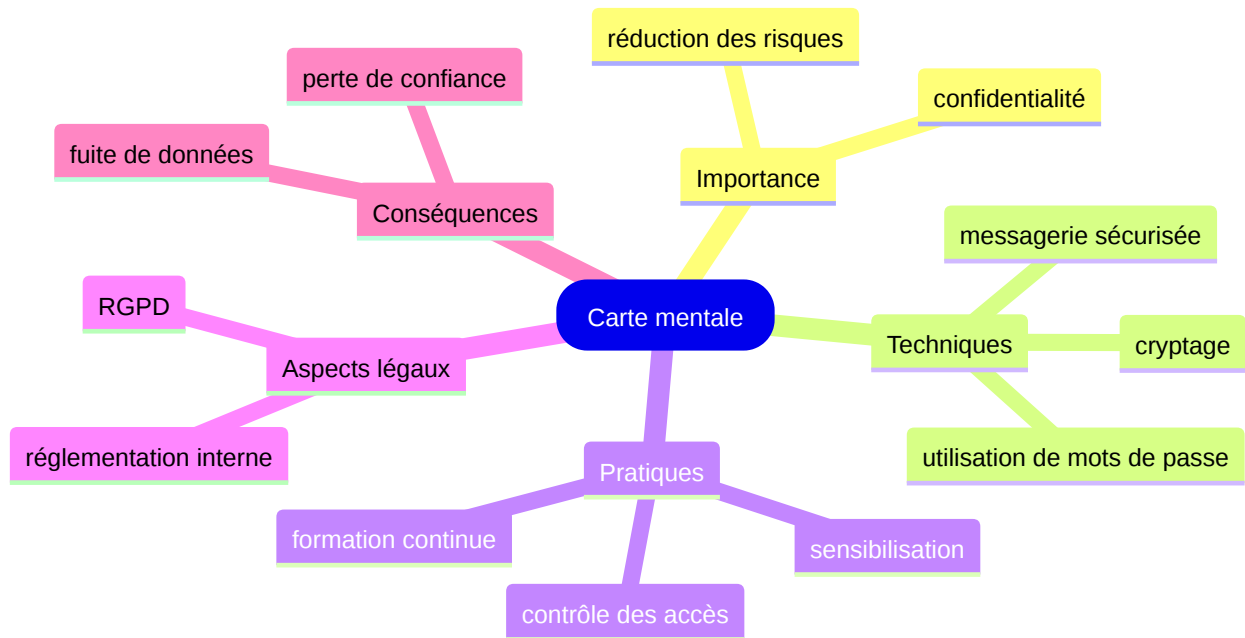 réduction des risques
perte de confiance
confidentialité
fuite de données
Importance
Conséquences
messagerie sécurisée
RGPD
Carte mentale
Techniques
cryptage
Aspects légaux
réglementation interne
utilisation de mots de passe
Pratiques
formation continue
sensibilisation
contrôle des accès